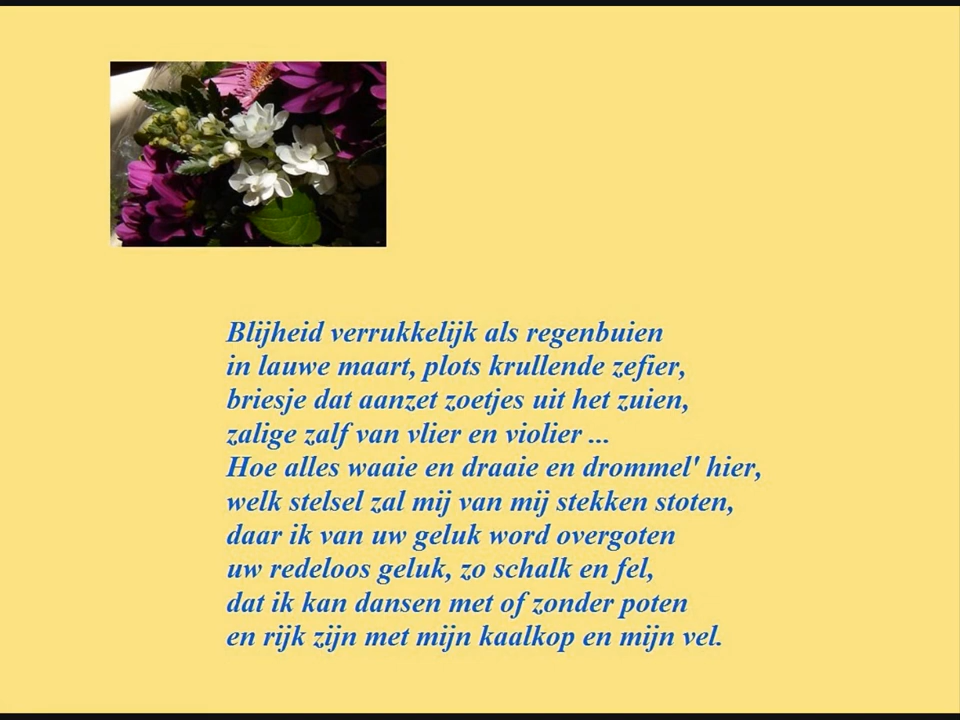 Blijheid verrukkelijk als regenbuien
in lauwe maart, plots krullende zefier,
briesje dat aanzet zoetjes uit het zuien,
zalige zalf van vlier en violier ...
Hoe alles waaie en draaie en drommel' hier,
welk stelsel zal mij van mij stekken stoten,
daar ik van uw geluk word overgoten
uw redeloos geluk, zo schalk en fel,
dat ik kan dansen met of zonder poten
en rijk zijn met mijn kaalkop en mijn vel.